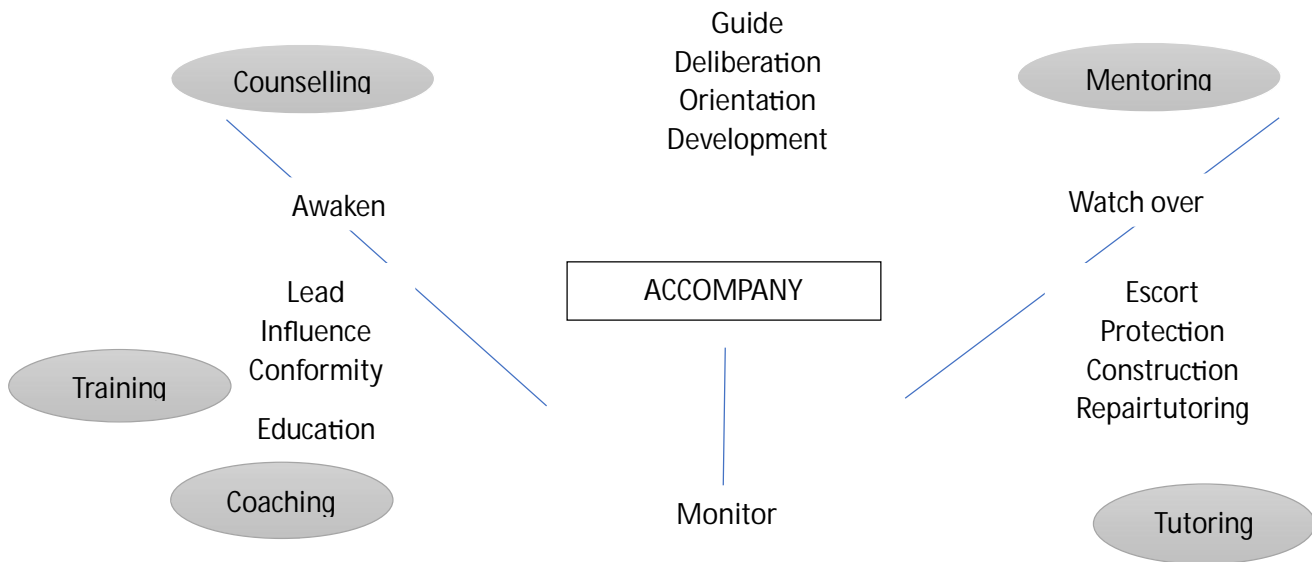 Guide
Deliberation
Orientation
Development
Counselling
Mentoring
Awaken
Watch over
ACCOMPANY
Lead
Influence
Conformity
Education
Escort
Protection
Construction
Repairtutoring
Training
Coaching
Monitor
Tutoring